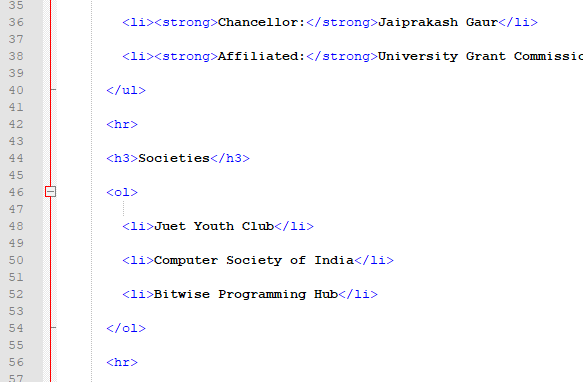 35
36 <li><strong>Chancellor:</strong>Jaiprakash Gaur</li>
37
38 <li><strong>Affiliated:</strong>University Grant Commissio
39
40 </ul>
41
42 <hr>
43
44 <h3>Societies</h3>
45
46 <ol>
47
48 <li>Juet Youth Club</li>
49
50 <li>Computer Society of India</li>
51
52 <li>Bitwise Programming Hub</li>
53
54 </ol>
55
56 <hr>
57